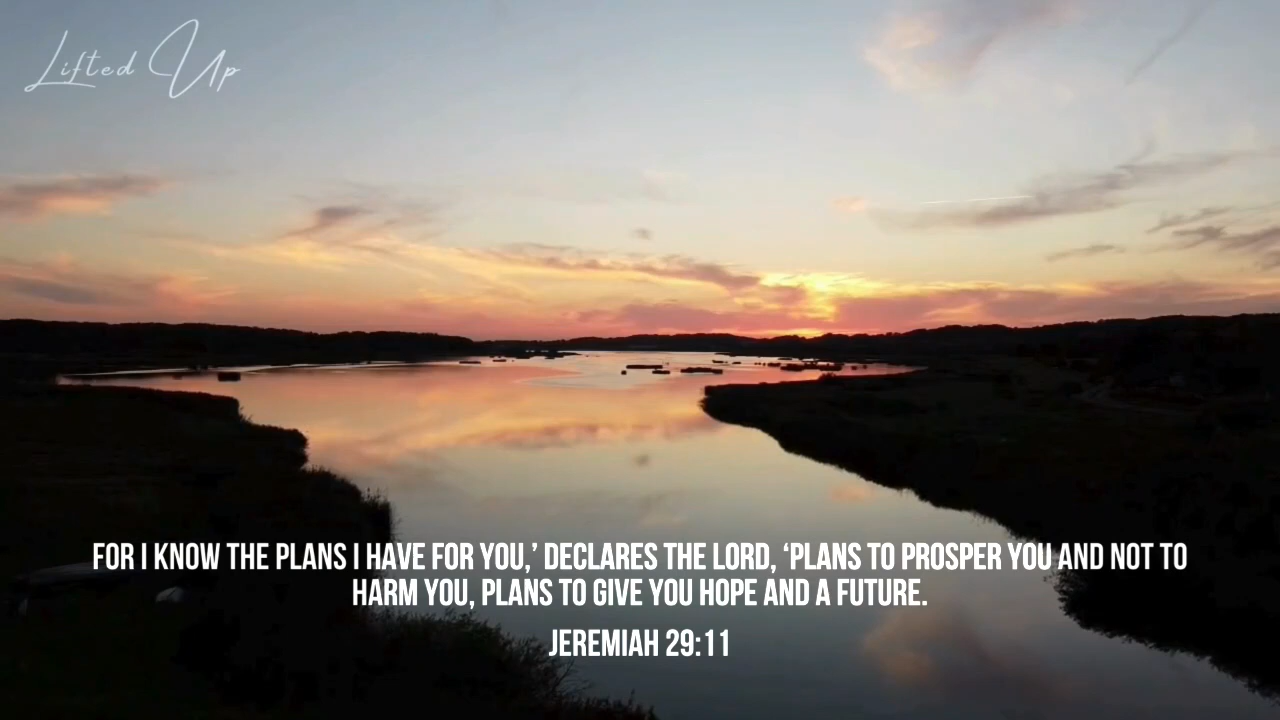 Lifted Up
FOR I KNOW THE PLANS I HAVE FOR YOU,’ DECLARES THE LORD, ‘PLANS TO PROSPER YOU AND NOT TO
HARM YOU, PLANS TO GIVE YOU HOPE AND A FUTURE.
JEREMIAH 29:11